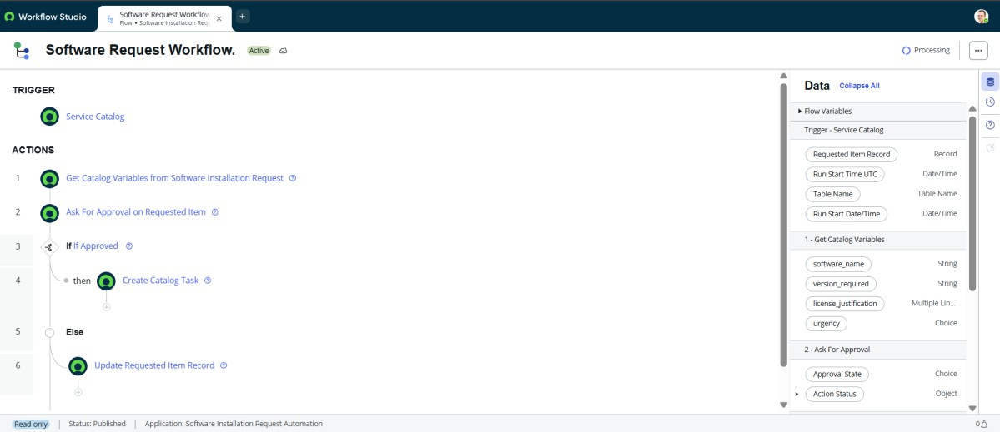 Workflow Studio
Software Request Workflow
Flow • Software Installation Req
Software Request Workflow.
Active
Processing
TRIGGER
Service Catalog
ACTIONS
1
Get Catalog Variables from Software Installation Request
2
Ask For Approval on Requested Item
3
If If Approved
4
then
Create Catalog Task
5
Else
6
Update Requested Item Record
Data Collapse All
Flow Variables
Trigger - Service Catalog
Requested Item Record Record
Run Start Time UTC Date/Time
Table Name Table Name
Run Start Date/Time Date/Time
1 - Get Catalog Variables
software_name String
version_required String
license_justification Multiple Lin...
urgency Choice
2 - Ask For Approval
Approval State Choice
Action Status Object
Read-only Status: Published Application: Software Installation Request Automation
0